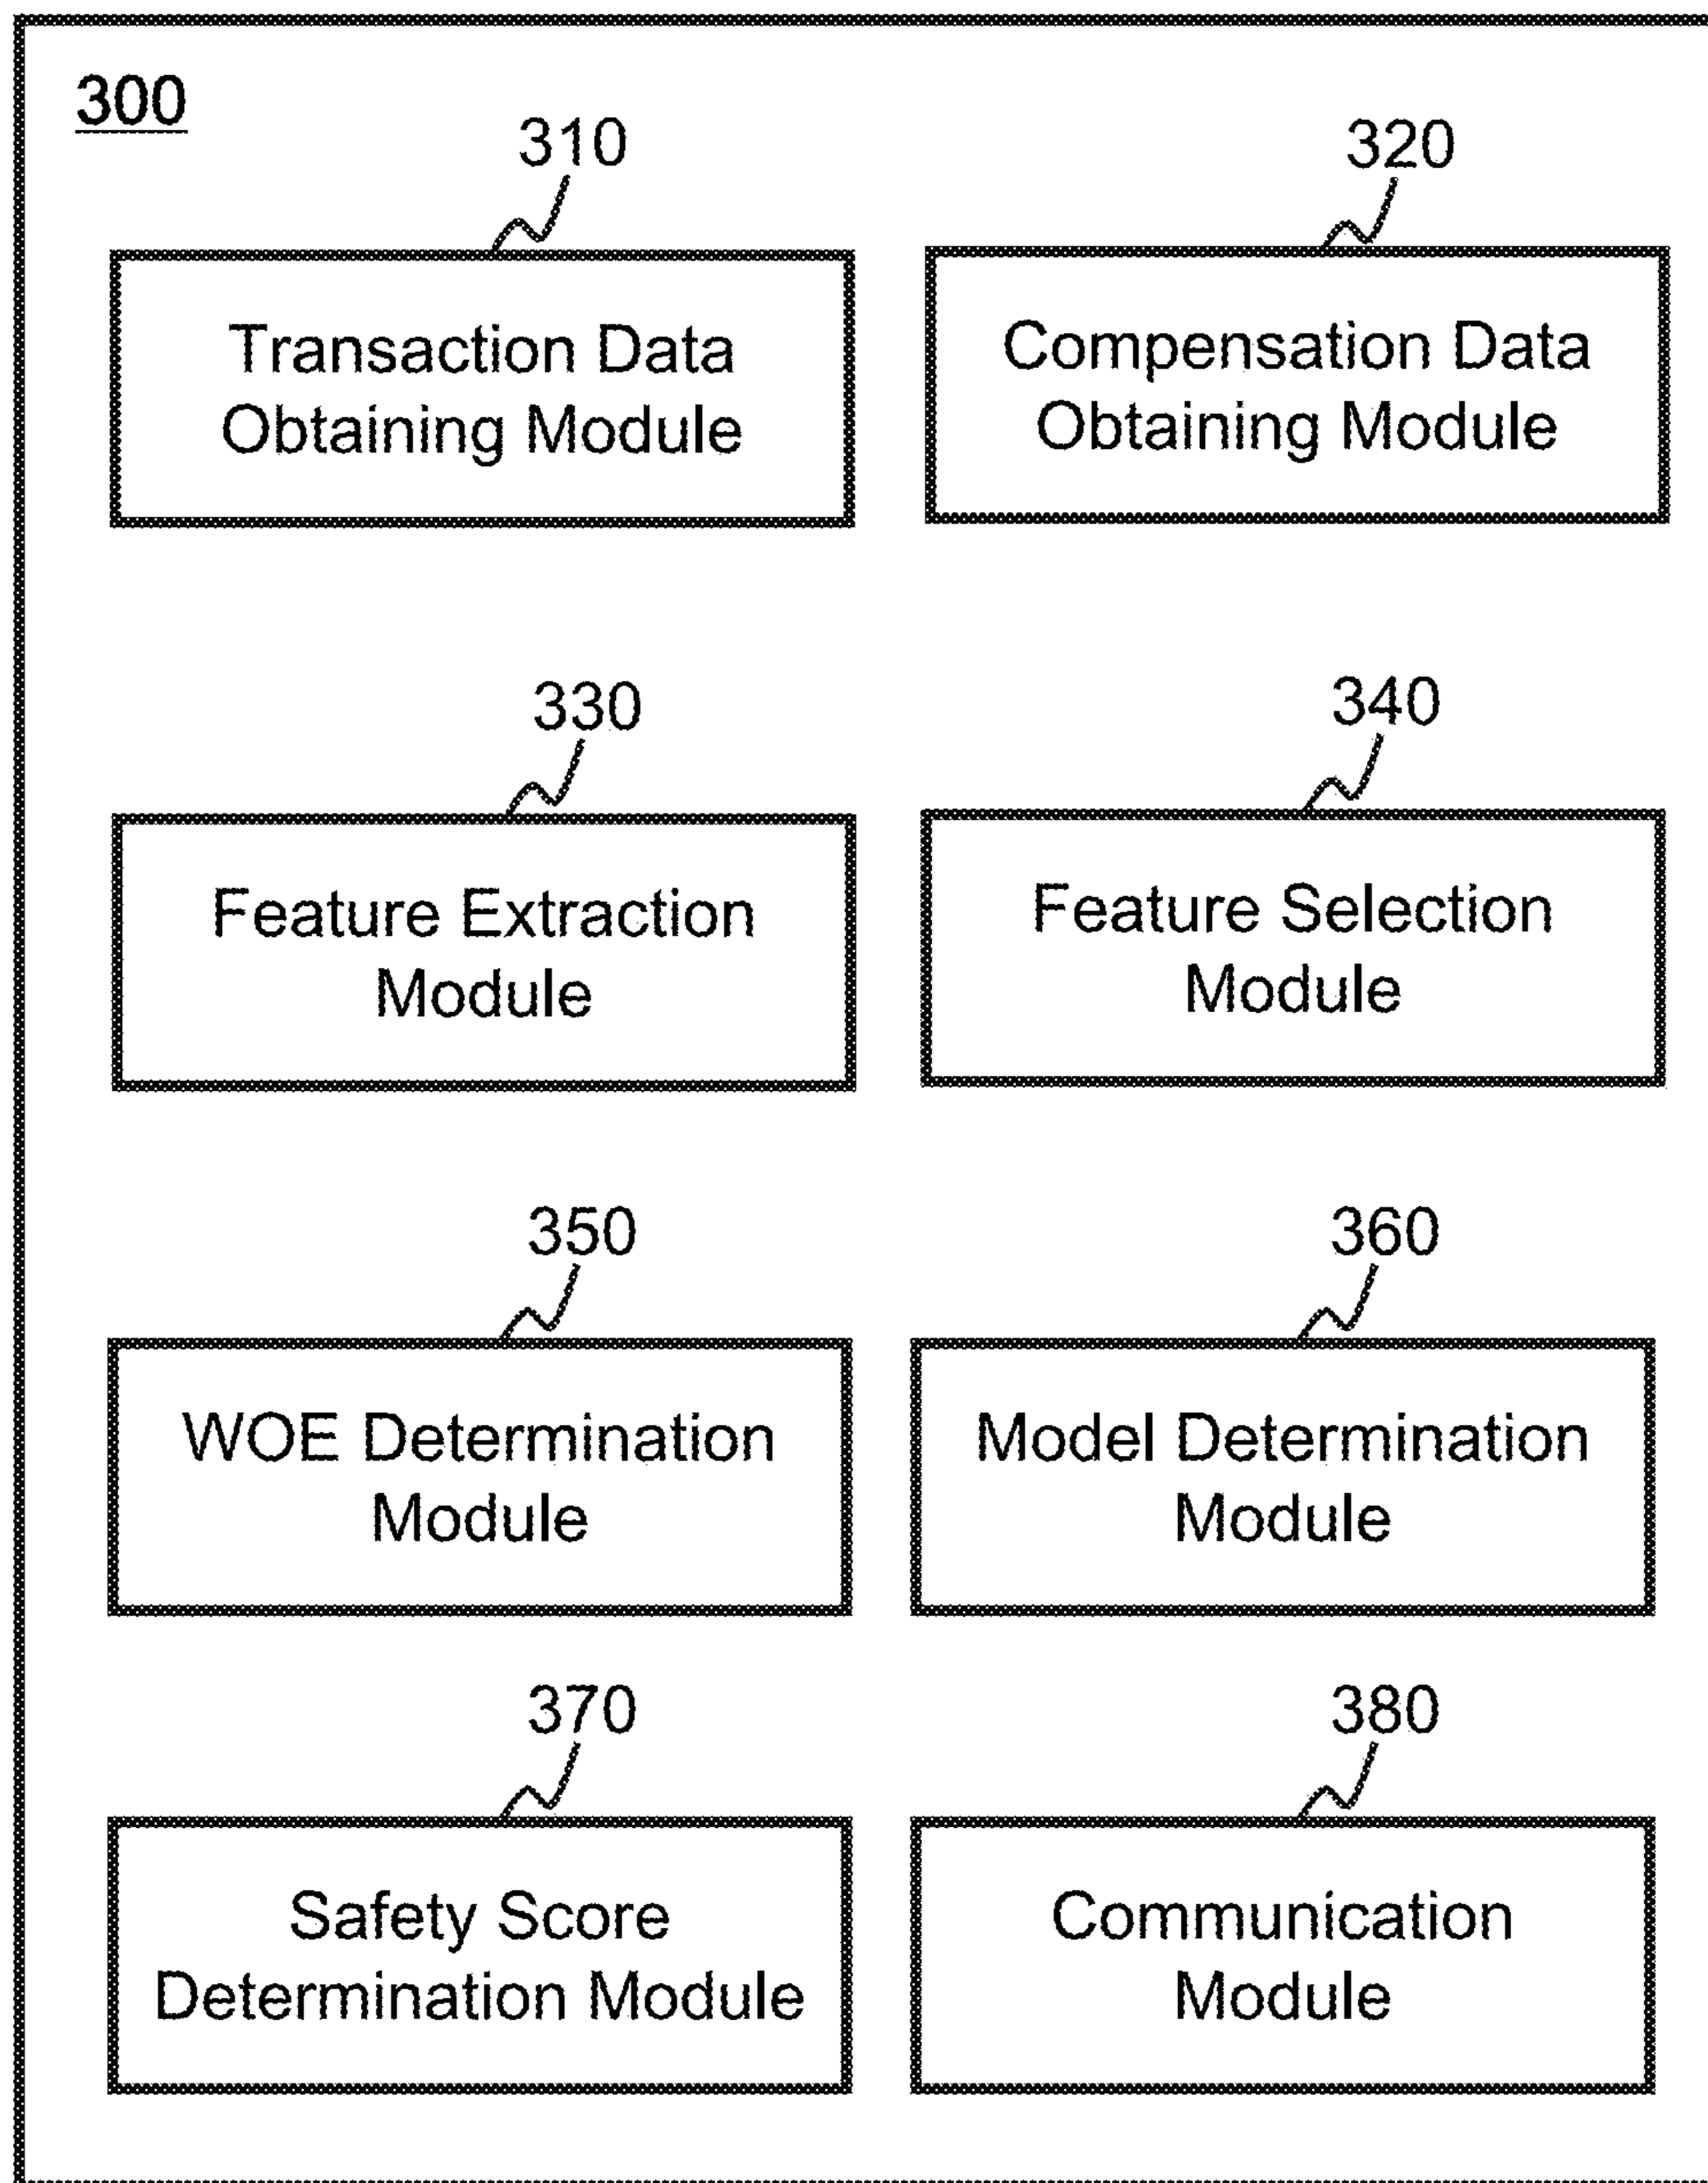 300
310
320
Transaction Data
Obtaining Module
Compensation Data
Obtaining Module
330
340
Feature Extraction
Module
Feature Selection
Module
350
360
WOE Determination
Module
Model Determination
Module
370
380
Safety Score
Determination Module
Communication
Module